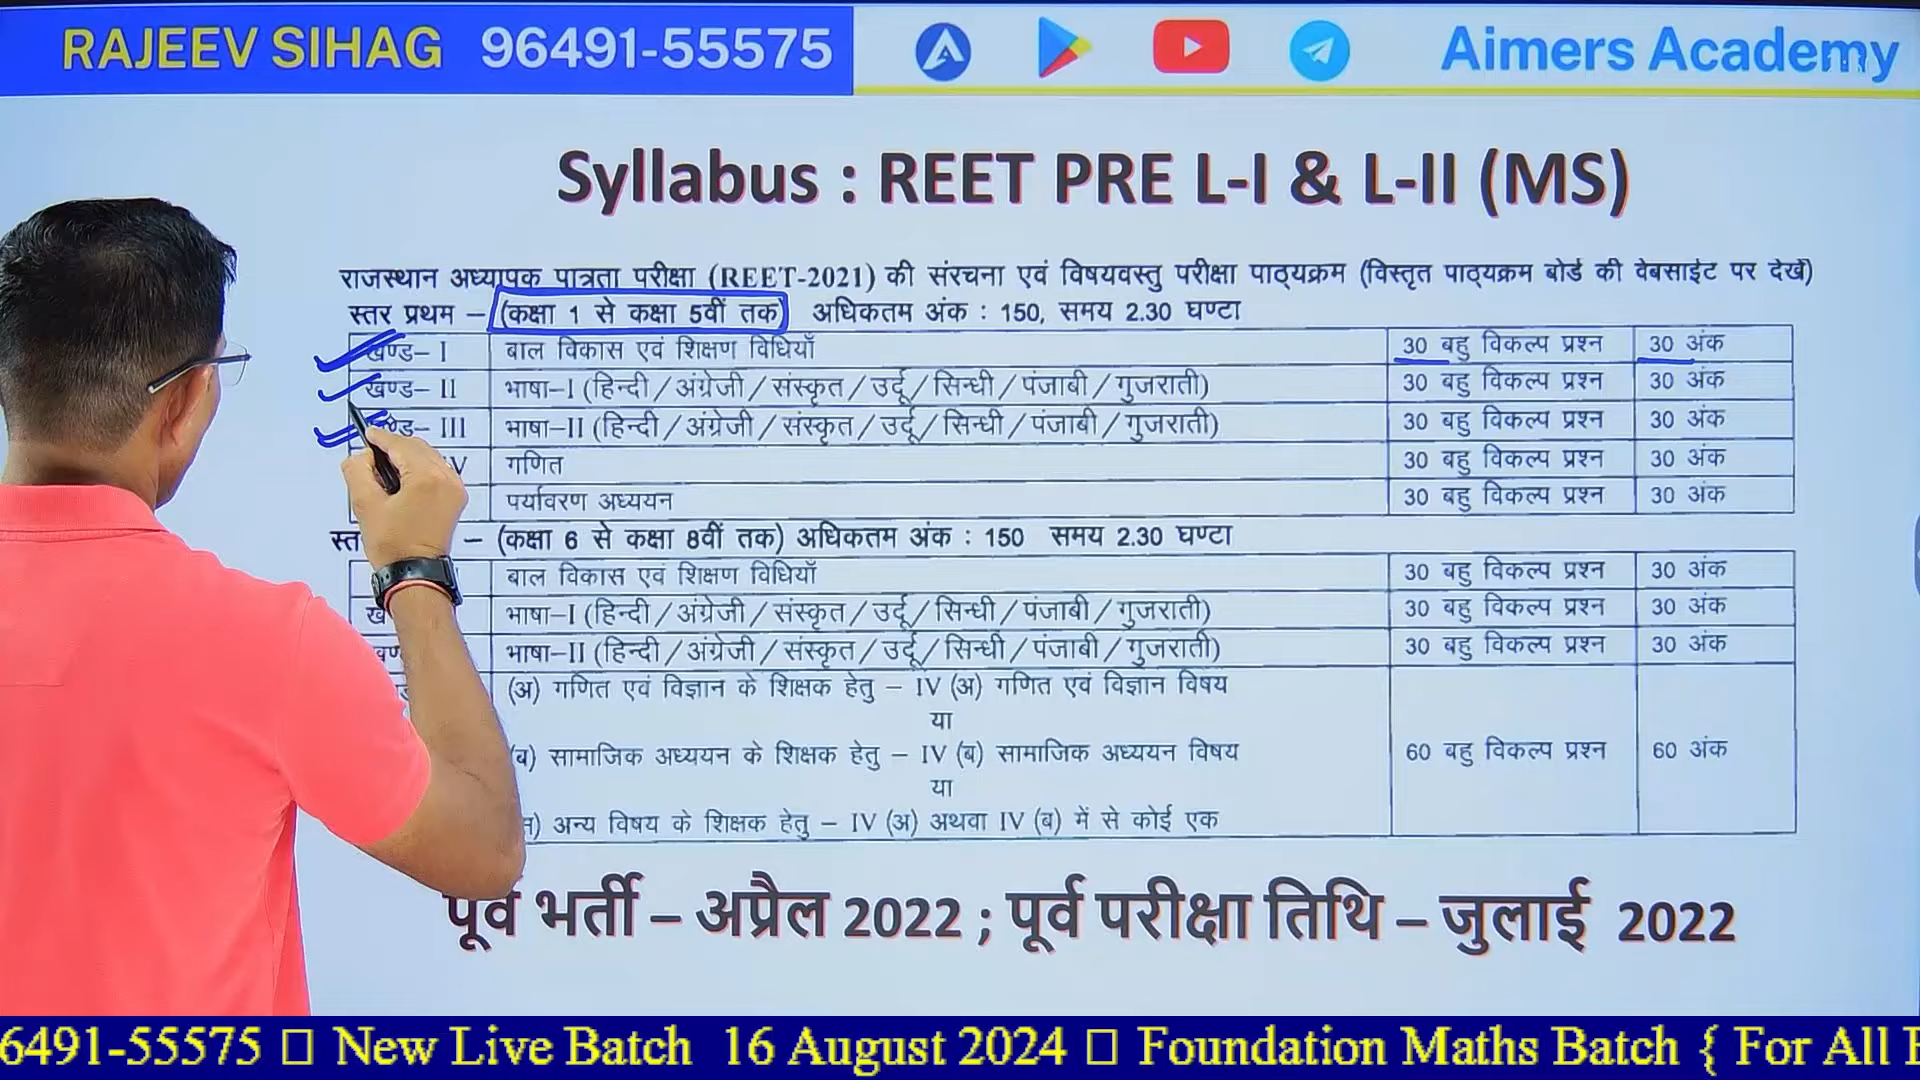 RAJEEV SIHAG 96491-55575 Aimers Academy
Syllabus : REET PRE L-I & L-II (MS)
राजस्थान अध्यापक पात्रता परीक्षा (REET-2021) की संरचना एवं विषयवस्तु परीक्षा पाठ्यक्रम (विस्तृत पाठ्यक्रम बोर्ड की वेबसाईट पर देखें)
स्तर प्रथम – (कक्षा 1 से कक्षा 5वीं तक) अधिकतम अंक : 150, समय 2.30 घण्टा
खण्ड– I बाल विकास एवं शिक्षण विधियाँ 30 बहु विकल्प प्रश्न 30 अंक
खण्ड– II भाषा–I (हिन्दी/अंग्रेजी/संस्कृत/उर्दू/सिन्धी/पंजाबी/गुजराती) 30 बहु विकल्प प्रश्न 30 अंक
III भाषा–II (हिन्दी/अंग्रेजी/संस्कृत/उर्दू/सिन्धी/पंजाबी/गुजराती) 30 बहु विकल्प प्रश्न 30 अंक
गणित 30 बहु विकल्प प्रश्न 30 अंक
पर्यावरण अध्ययन 30 बहु विकल्प प्रश्न 30 अंक
– (कक्षा 6 से कक्षा 8वीं तक) अधिकतम अंक : 150 समय 2.30 घण्टा
बाल विकास एवं शिक्षण विधियाँ 30 बहु विकल्प प्रश्न 30 अंक
भाषा–I (हिन्दी/अंग्रेजी/संस्कृत/उर्दू/सिन्धी/पंजाबी/गुजराती) 30 बहु विकल्प प्रश्न 30 अंक
भाषा–II (हिन्दी/अंग्रेजी/संस्कृत/उर्दू/सिन्धी/पंजाबी/गुजराती) 30 बहु विकल्प प्रश्न 30 अंक
(अ) गणित एवं विज्ञान के शिक्षक हेतु – IV (अ) गणित एवं विज्ञान विषय
या
(ब) सामाजिक अध्ययन के शिक्षक हेतु – IV (ब) सामाजिक अध्ययन विषय 60 बहु विकल्प प्रश्न 60 अंक
या
अन्य विषय के शिक्षक हेतु – IV (अ) अथवा IV (ब) में से कोई एक
पूर्व भर्ती – अप्रैल 2022 ; पूर्व परीक्षा तिथि – जुलाई 2022
6491-55575 New Live Batch 16 August 2024 Foundation Maths Batch { For All